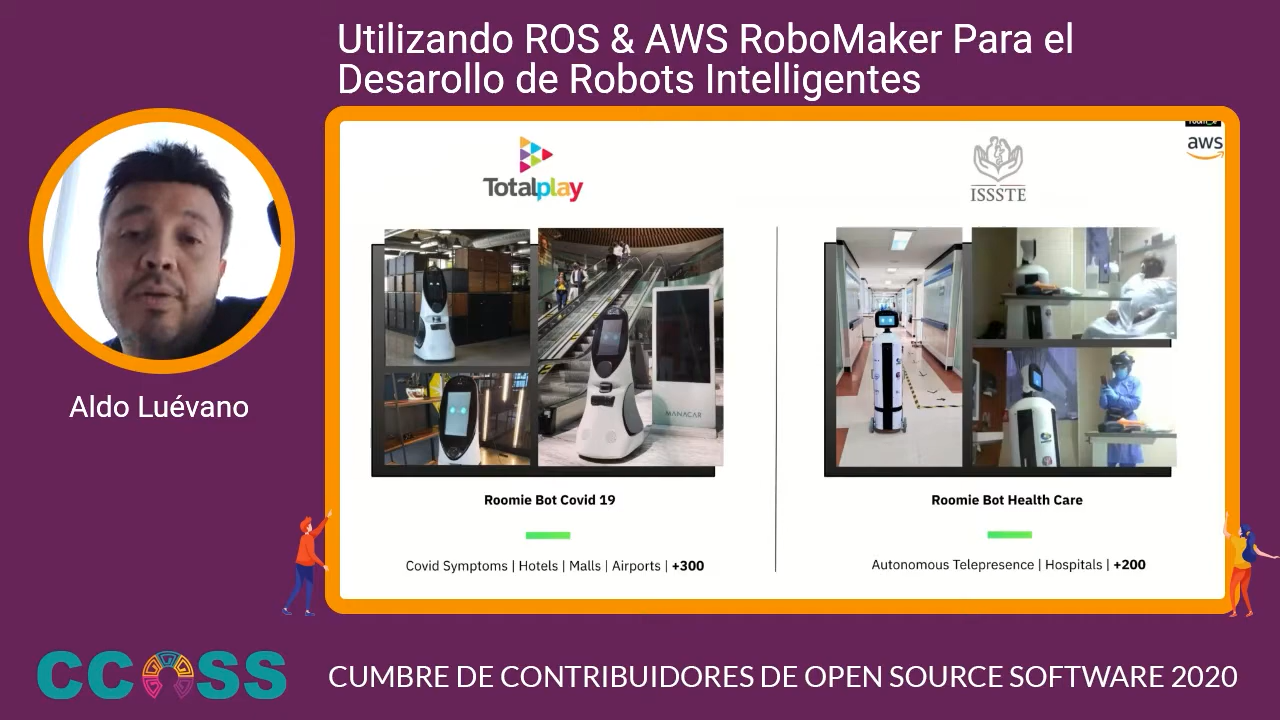 Utilizando ROS & AWS RoboMaker Para el
Desarollo de Robots Intelligentes
aws
Totalplay
ISSSTE
MANACAR
Aldo Luévano
Roomie Bot Covid 19
Roomie Bot Health Care
Covid Symptoms | Hotels | Malls | Airports | +300
Autonomous Telepresence | Hospitals | +200
CCOSS
CUMBRE DE CONTRIBUIDORES DE OPEN SOURCE SOFTWARE 2020